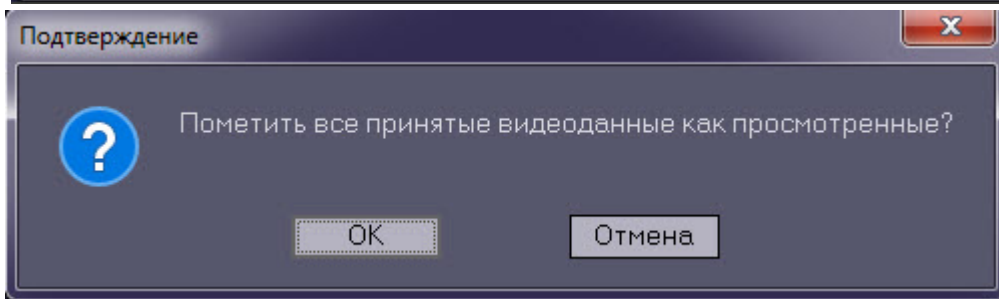 Подтверждение
Пометить все принятые видеоданные как просмотренные?
OK
Отмена